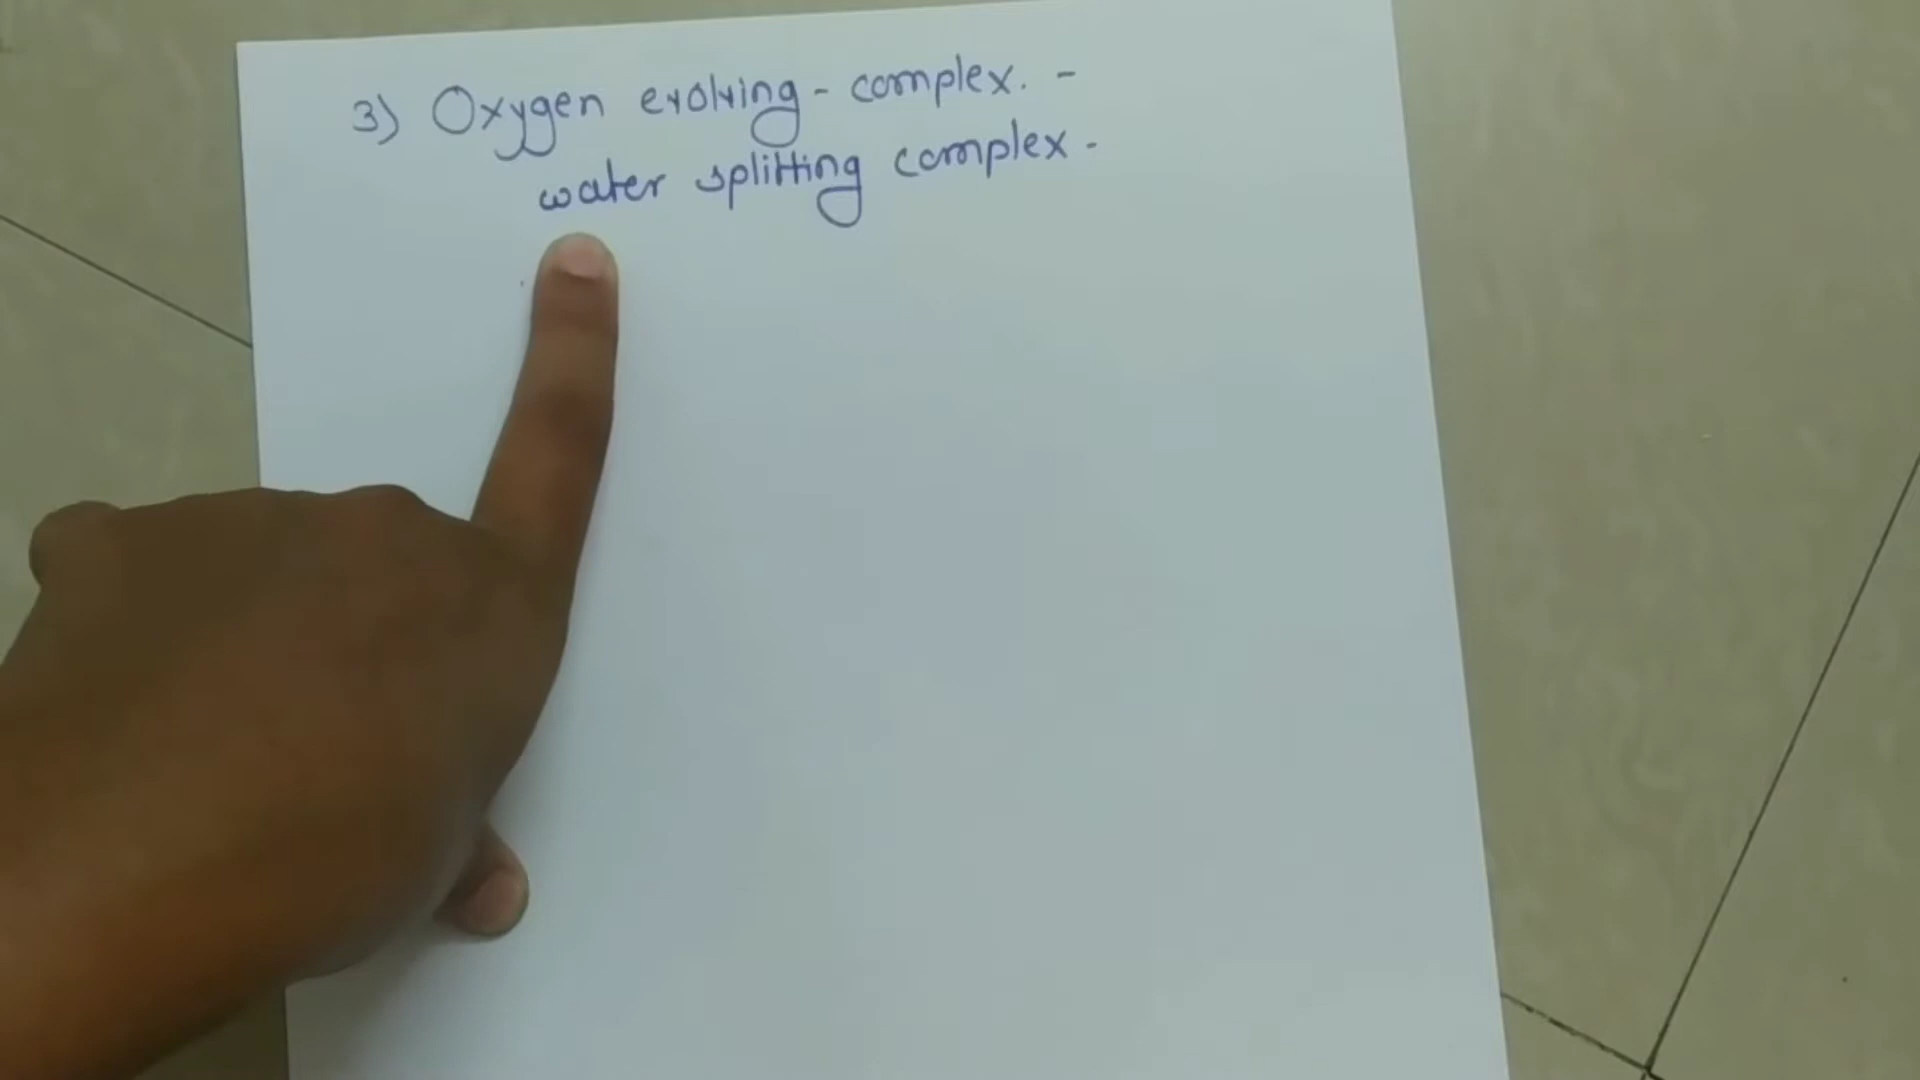 3) Oxygen evolving - complex. -
water splitting complex -